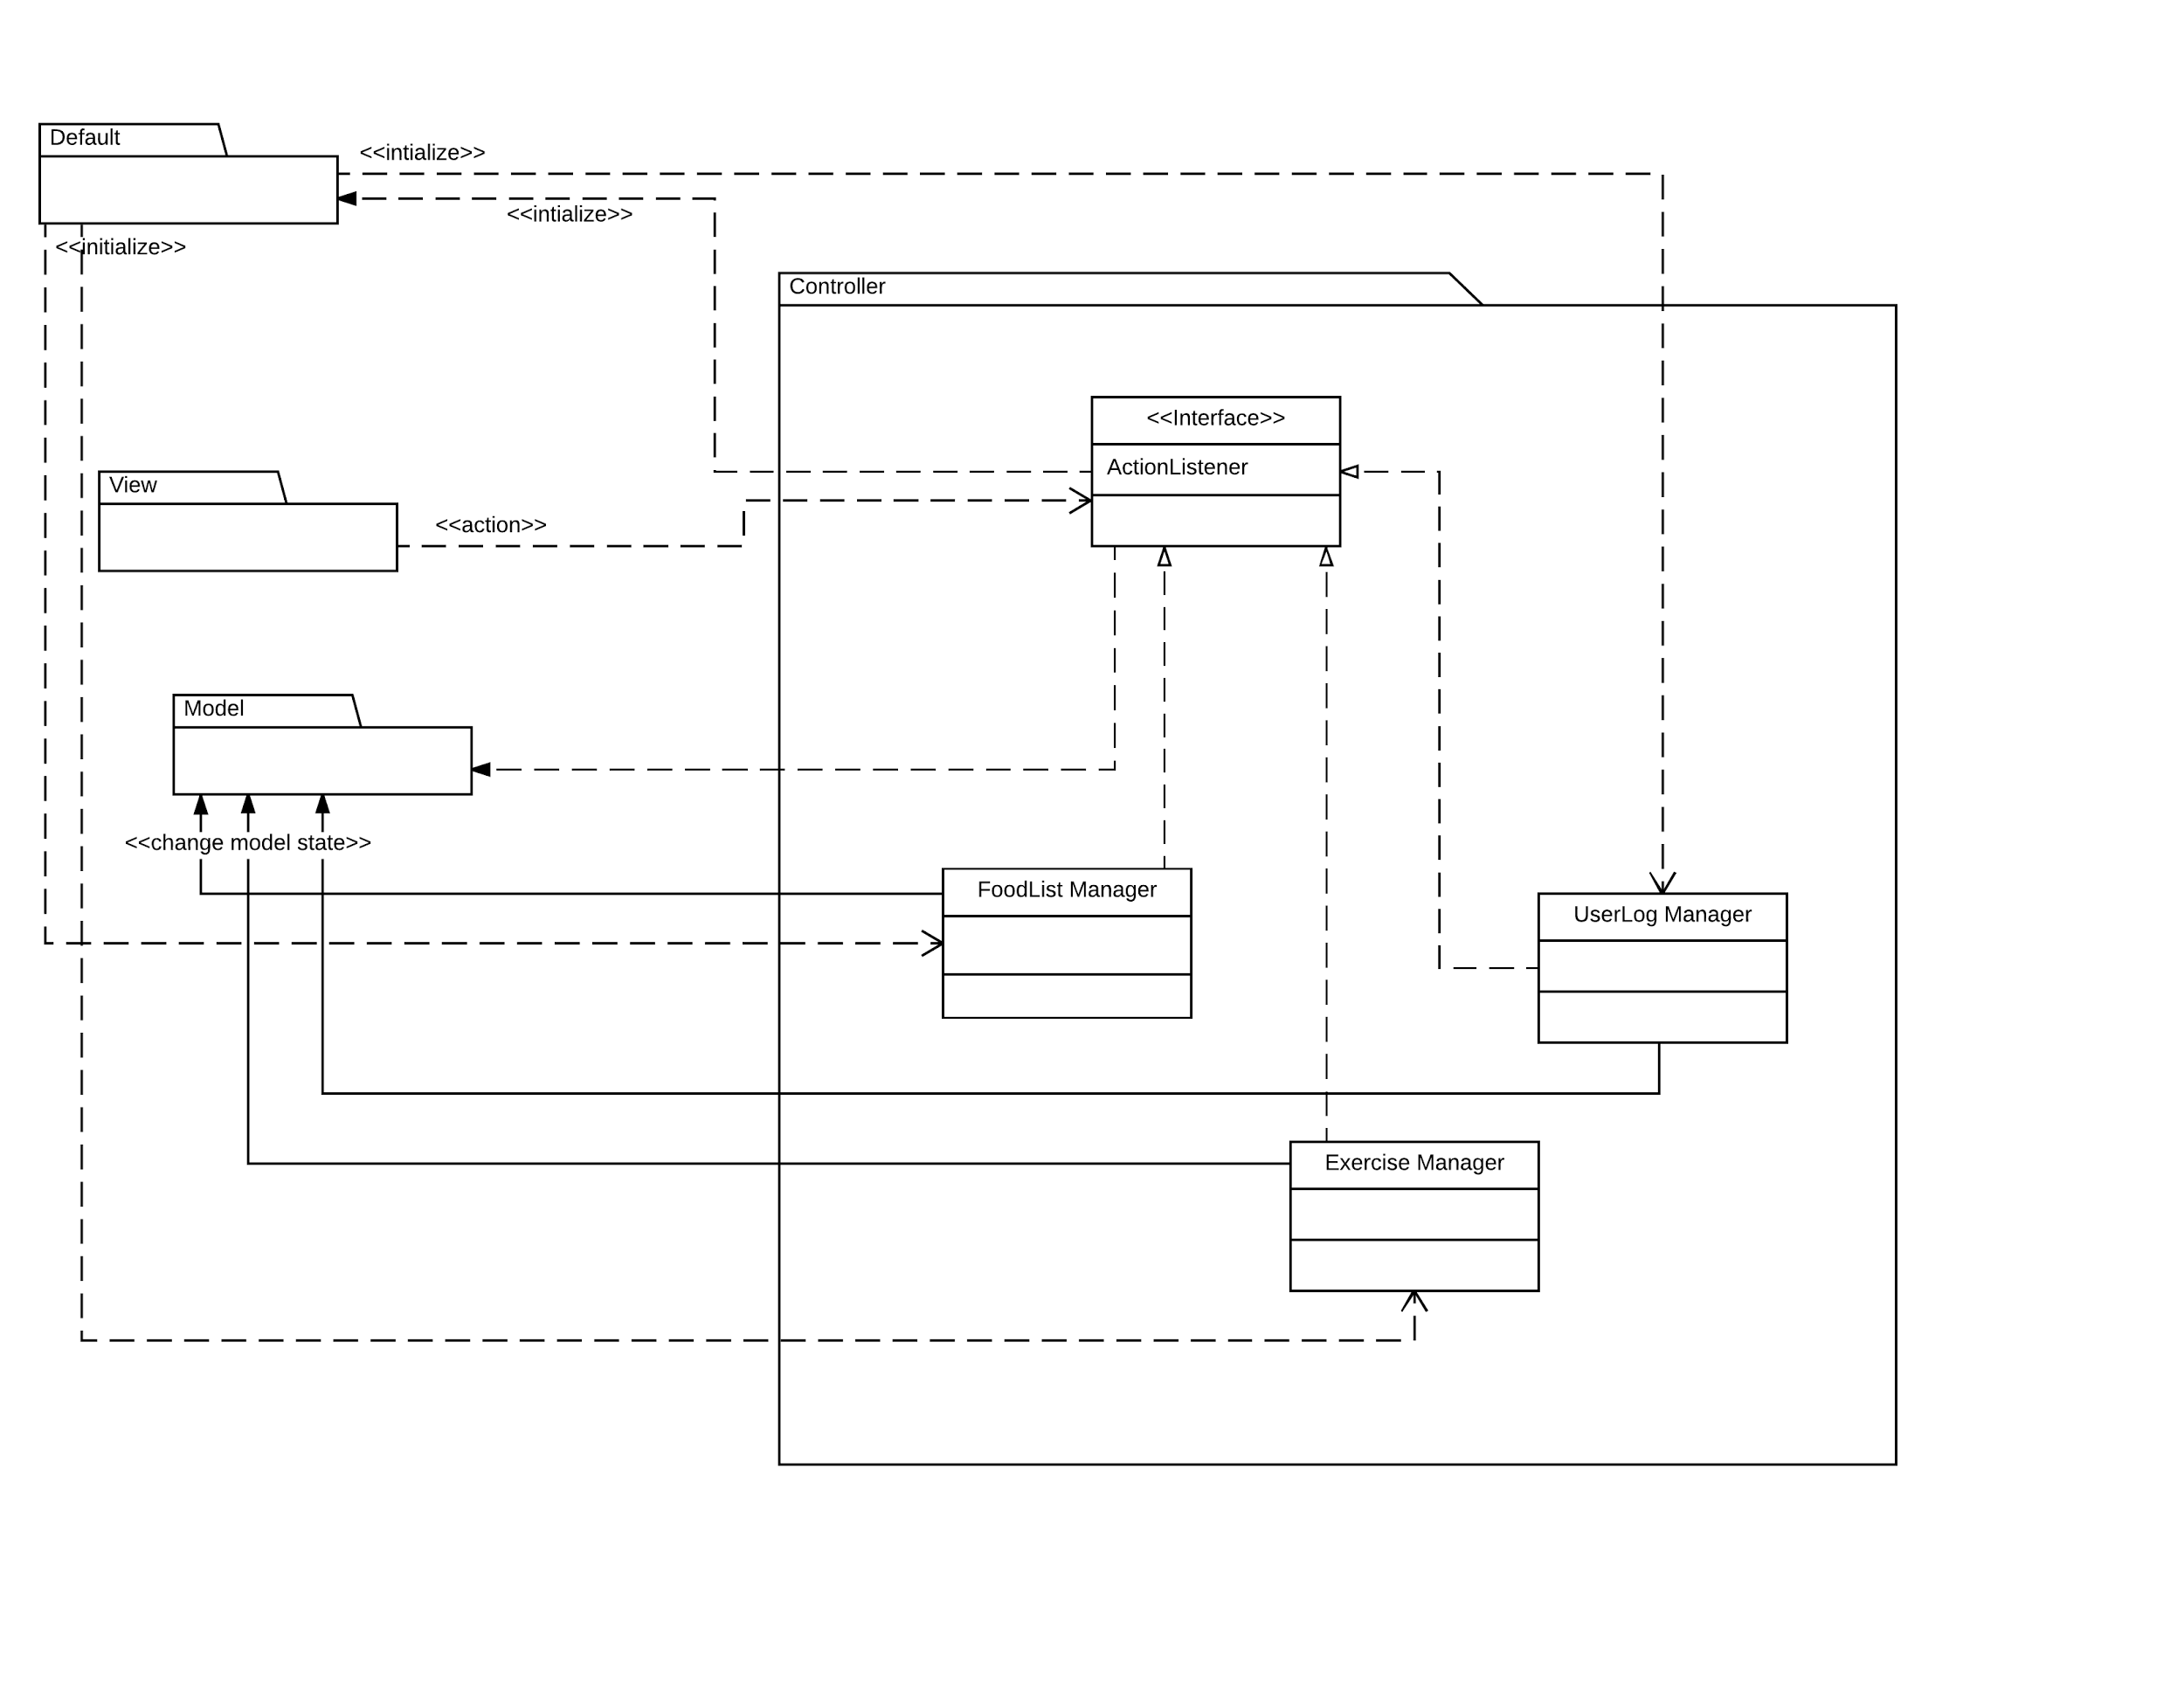 Default
<<intialize>>
<<intialize>>
<<initialize>>
Controller
<<Interface>>
ActionListener
View
<<action>>
Model
<<change model state>>
FoodList Manager
UserLog Manager
Exercise Manager